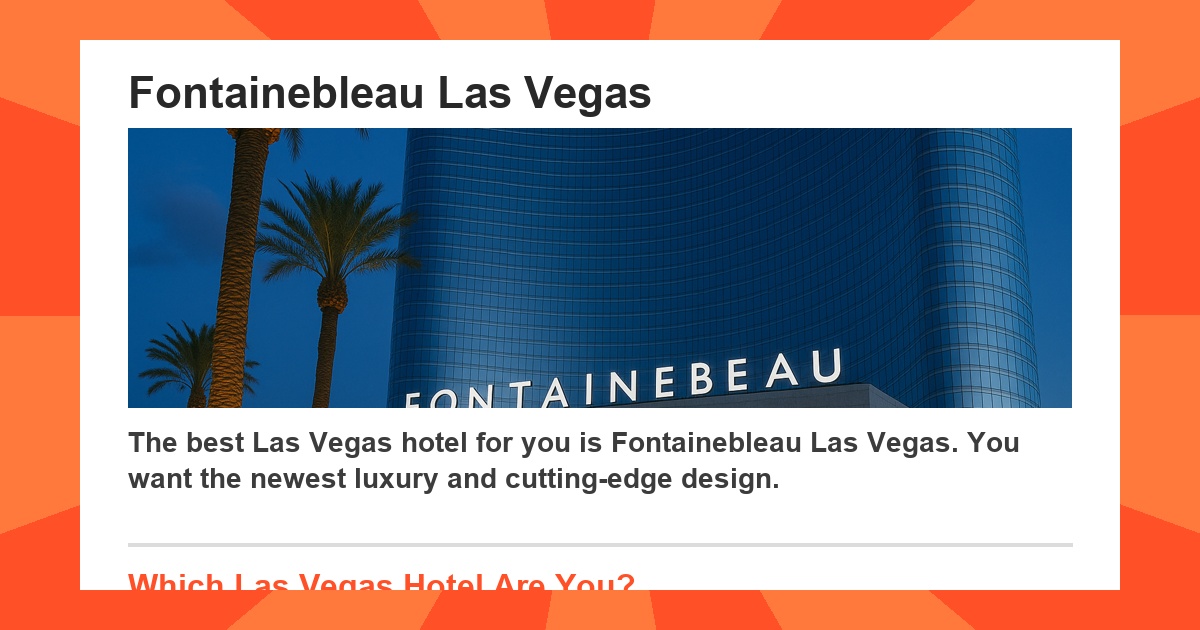 Fontainebleau Las Vegas
FONTAINEBEAU
The best Las Vegas hotel for you is Fontainebleau Las Vegas. You
want the newest luxury and cutting-edge design.
Which Las Vegas Hotel Are You?